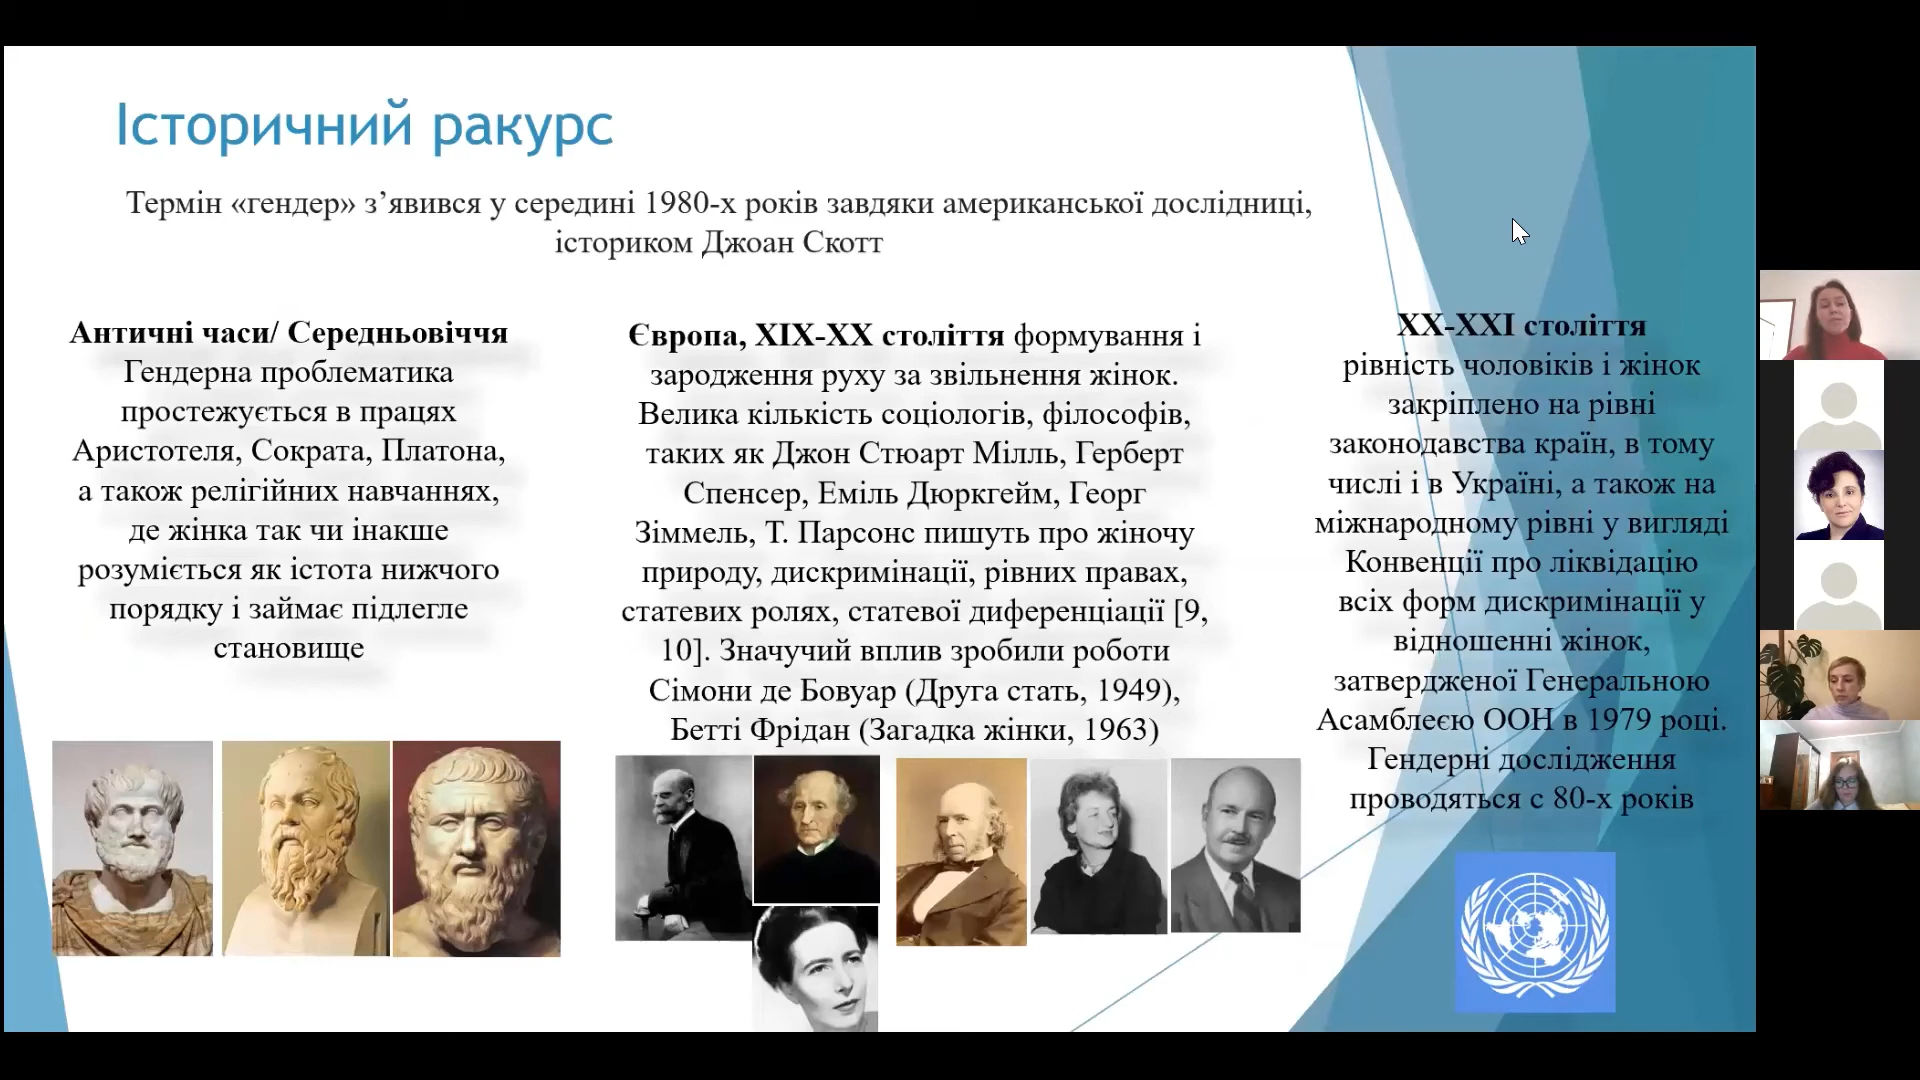 Історичний ракурс
Термін «гендер» з’явився у середині 1980-х років завдяки американської дослідниці,
істориком Джоан Скотт
Античні часи/ Середньовіччя
Гендерна проблематика
простежується в працях
Аристотеля, Сократа, Платона,
а також релігійних навчаннях,
де жінка так чи інакше
розуміється як істота нижчого
порядку і займає підлегле
становище
Європа, XIX-XX століття формування і
зародження руху за звільнення жінок.
Велика кількість соціологів, філософів,
таких як Джон Стюарт Мілль, Герберт
Спенсер, Еміль Дюркгейм, Георг
Зіммель, Т. Парсонс пишуть про жіночу
природу, дискримінації, рівних правах,
статевих ролях, статевої диференціації [9,
10]. Значучий вплив зробили роботи
Сімони де Бовуар (Друга стать, 1949),
Бетті Фрідан (Загадка жінки, 1963)
XX-XXI століття
рівність чоловіків і жінок
закріплено на рівні
законодавства країн, в тому
числі і в Україні, а також на
міжнародному рівні у вигляді
Конвенції про ліквідацію
всіх форм дискримінації у
відношенні жінок,
затвердженої Генеральною
Асамблеєю ООН в 1979 році.
Гендерні дослідження
проводяться с 80-х років